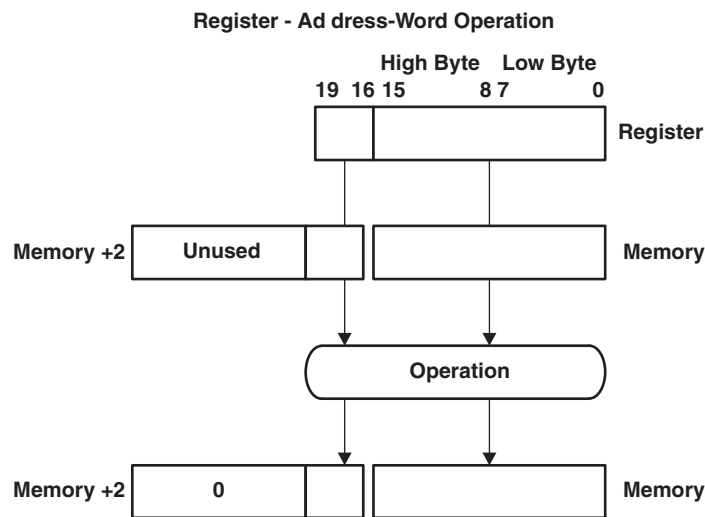 Register - Ad dress-Word Operation
High Byte Low Byte
19 16 15 8 7 0
Register
Memory +2 Unused Memory
Operation
Memory +2 0 Memory